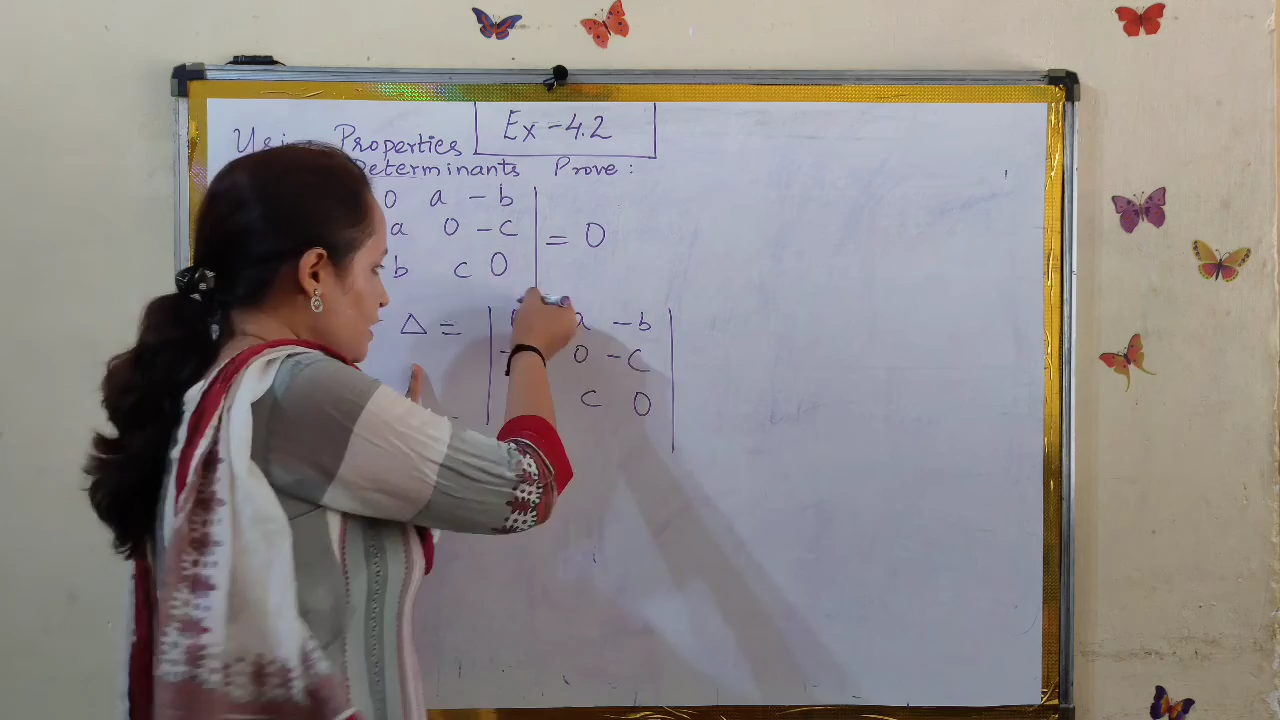 Ex-4.2
Using Properties
Determinants Prove :
0 a -b
a 0 -c = 0
b c 0
Δ = a -b
- 0 -c
c 0